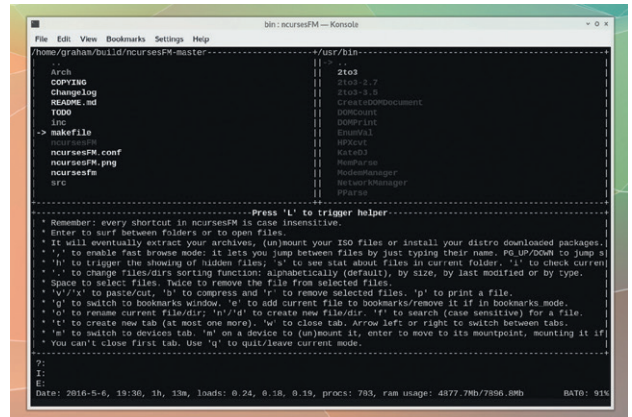 bin : ncursesFM — Konsole
File Edit View Bookmarks Settings Help
/home/graham/build/ncursesFM-master-----------------------+/usr/bin-----------------------------------------------------
| .. ||-> ..
| Arch || 2to3
| COPYING || 2to3-2.7
| Changelog || 2to3-3.5
| README.md || CreateDOMDocument
| TODO || DOMCount
| inc || DOMPrint
|-> makefile || EnumVal
| ncursesFM || HPXcvt
| ncursesFM.conf || KateDJ
| ncursesFM.png || MemParse
| ncursesfm || ModemManager
| src || NetworkManager
| || PParse
Press 'L' to trigger helper
* Remember: every shortcut in ncursesFM is case insensitive.
* Enter to surf between folders or to open files.
* It will eventually extract your archives, (un)mount your ISO files or install your distro downloaded packages.
* ',' to enable fast browse mode: it lets you jump between files by just typing their name. PG_UP/DOWN to jump s
* 'h' to trigger the showing of hidden files; 's' to see stat about files in current folder. 'i' to check curren
* '.' to change files/dirs sorting function: alphabetically (default), by size, by last modified or by type.
* Space to select files. Twice to remove the file from selected files.
* 'v'/'x' to paste/cut, 'b' to compress and 'r' to remove selected files. 'p' to print a file.
* 'g' to switch to bookmarks window, 'e' to add current file to bookmarks/remove it if in bookmarks_mode.
* 'o' to rename current file/dir; 'n'/'d' to create new file/dir. 'f' to search (case sensitive) for a file.
* 't' to create new tab (at most one more). 'w' to close tab. Arrow left or right to switch between tabs.
* 'm' to switch to devices tab. 'm' on a device to (un)mount it, enter to move to its mountpoint, mounting it if
* You can't close first tab. Use 'q' to quit/leave current mode.
?:
I:
E:
Date: 2016-5-6, 19:30, 1h, 13m, loads: 0.24, 0.18, 0.19, procs: 703, ram usage: 4877.7Mb/7896.8Mb BAT0: 91%